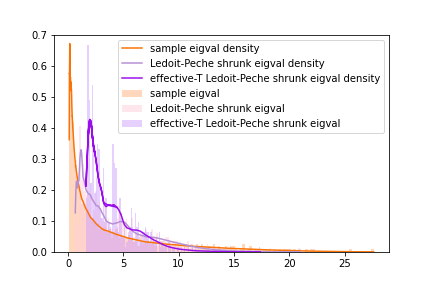 0.7
0.6
0.5
0.4
0.3
0.2
0.1
0.0
sample eigval density
Ledoit-Peche shrunk eigval density
effective-T Ledoit-Peche shrunk eigval density
sample eigval
Ledoit-Peche shrunk eigval
effective-T Ledoit-Peche shrunk eigval
0 5 10 15 20 25